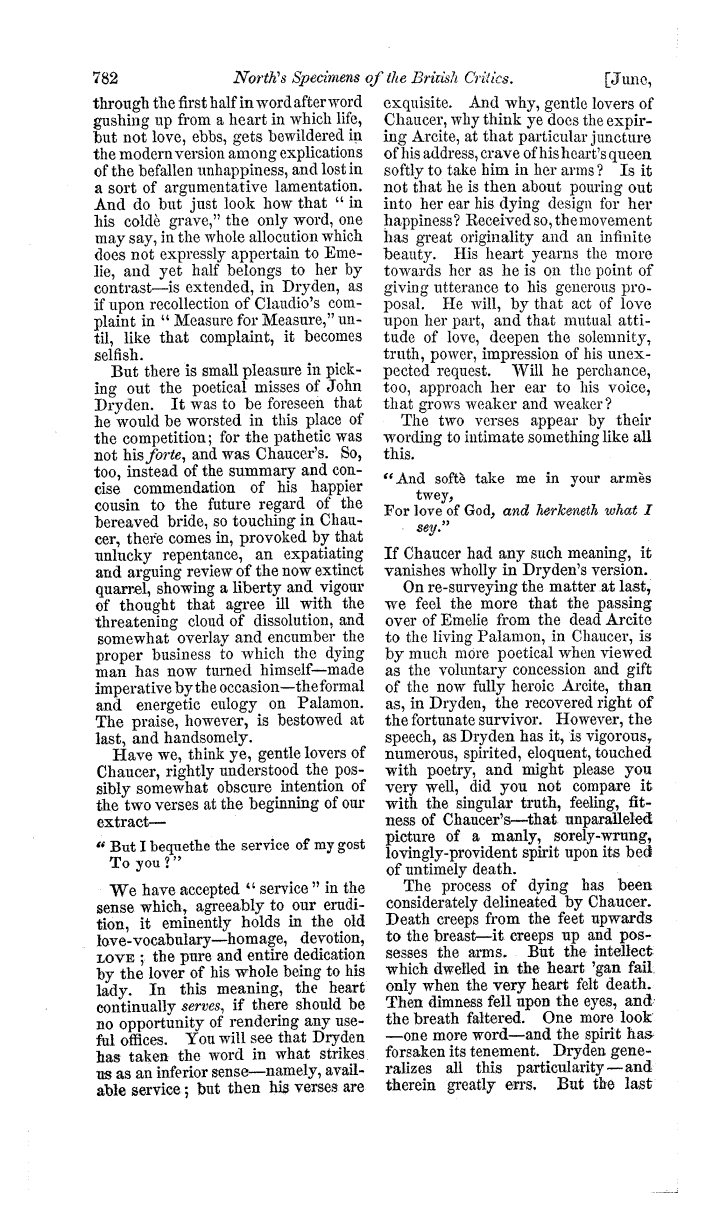 782 North's Specimens of the British Critics. [June,
through the first half in word after word
gushing up from a heart in which life,
but not love, ebbs, gets bewildered in
the modern version among explications
of the befallen unhappiness, and lost in
a sort of argumentative lamentation.
And do but just look how that “ in
his coldè grave,” the only word, one
may say, in the whole allocution which
does not expressly appertain to Eme-
lie, and yet half belongs to her by
contrast—is extended, in Dryden, as
if upon recollection of Claudio's com-
plaint in “ Measure for Measure,” un-
til, like that complaint, it becomes
selfish.
But there is small pleasure in pick-
ing out the poetical misses of John
Dryden. It was to be foreseen that
he would be worsted in this place of
the competition; for the pathetic was
not his forte, and was Chaucer's. So,
too, instead of the summary and con-
cise commendation of his happier
cousin to the future regard of the
bereaved bride, so touching in Chau-
cer, there comes in, provoked by that
unlucky repentance, an expatiating
and arguing review of the now extinct
quarrel, showing a liberty and vigour
of thought that agree ill with the
threatening cloud of dissolution, and
somewhat overlay and encumber the
proper business to which the dying
man has now turned himself—made
imperative by the occasion—the formal
and energetic eulogy on Palamon.
The praise, however, is bestowed at
last, and handsomely.
Have we, think ye, gentle lovers of
Chaucer, rightly understood the pos-
sibly somewhat obscure intention of
the two verses at the beginning of our
extract—
“ But I bequethe the service of my gost
To you ?”
We have accepted “ service ” in the
sense which, agreeably to our erudi-
tion, it eminently holds in the old
love-vocabulary—homage, devotion,
LOVE ; the pure and entire dedication
by the lover of his whole being to his
lady. In this meaning, the heart
continually serves, if there should be
no opportunity of rendering any use-
ful offices. You will see that Dryden
has taken the word in what strikes
us as an inferior sense—namely, avail-
able service ; but then his verses are
exquisite. And why, gentle lovers of
Chaucer, why think ye does the expir-
ing Arcite, at that particular juncture
of his address, crave of his heart's queen
softly to take him in her arms? Is it
not that he is then about pouring out
into her ear his dying design for her
happiness? Received so, the movement
has great originality and an infinite
beauty. His heart yearns the more
towards her as he is on the point of
giving utterance to his generous pro-
posal. He will, by that act of love
upon her part, and that mutual atti-
tude of love, deepen the solemnity,
truth, power, impression of his unex-
pected request. Will he perchance,
too, approach her ear to his voice,
that grows weaker and weaker?
The two verses appear by their
wording to intimate something like all
this.
“And softè take me in your armès
twey,
For love of God, and herkeneth what I
sey.”
If Chaucer had any such meaning, it
vanishes wholly in Dryden's version.
On re-surveying the matter at last,
we feel the more that the passing
over of Emelie from the dead Arcite
to the living Palamon, in Chaucer, is
by much more poetical when viewed
as the voluntary concession and gift
of the now fully heroic Arcite, than
as, in Dryden, the recovered right of
the fortunate survivor. However, the
speech, as Dryden has it, is vigorous,
numerous, spirited, eloquent, touched
with poetry, and might please you
very well, did you not compare it
with the singular truth, feeling, fit-
ness of Chaucer's—that unparalleled
picture of a manly, sorely-wrung,
lovingly-provident spirit upon its bed
of untimely death.
The process of dying has been
considerately delineated by Chaucer.
Death creeps from the feet upwards
to the breast—it creeps up and pos-
sesses the arms. But the intellect
which dwelled in the heart 'gan fail
only when the very heart felt death.
Then dimness fell upon the eyes, and
the breath faltered. One more look
—one more word—and the spirit has
forsaken its tenement. Dryden gene-
ralizes all this particularity—and
therein greatly errs. But the last